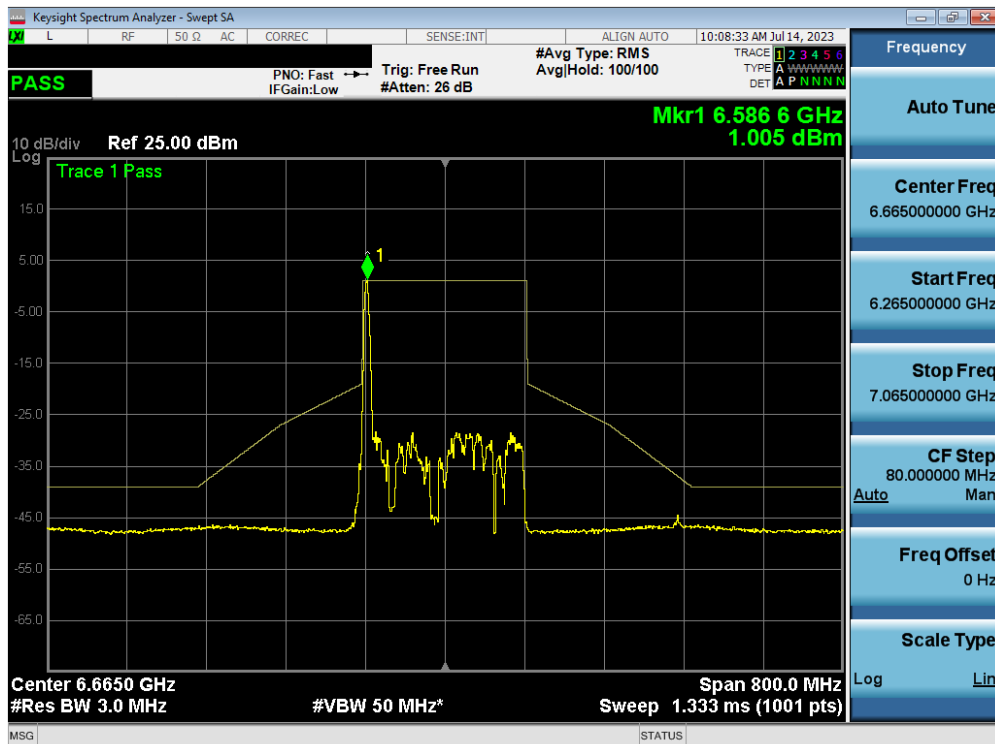 Keysight Spectrum Analyzer - Swept SA
LXI L RF 50 Ω AC CORREC SENSE:INT ALIGN AUTO 10:08:33 AM Jul 14, 2023
Frequency
PASS
PNO: Fast
IFGain:Low
Trig: Free Run
#Atten: 26 dB
#Avg Type: RMS
Avg|Hold: 100/100
TRACE 1 2 3 4 5 6
TYPE A WWWWW
DET A P N N N N
Auto Tune
Mkr1 6.586 6 GHz
1.005 dBm
10 dB/div Ref 25.00 dBm
Log
Trace 1 Pass
1
15.0
5.00
-5.00
-15.0
-25.0
-35.0
-45.0
-55.0
-65.0
Center Freq
6.665000000 GHz
Start Freq
6.265000000 GHz
Stop Freq
7.065000000 GHz
CF Step
80.000000 MHz
Auto Man
Freq Offset
0 Hz
Scale Type
Log Lin
Center 6.6650 GHz Span 800.0 MHz
#Res BW 3.0 MHz #VBW 50 MHz* Sweep 1.333 ms (1001 pts)
MSG STATUS